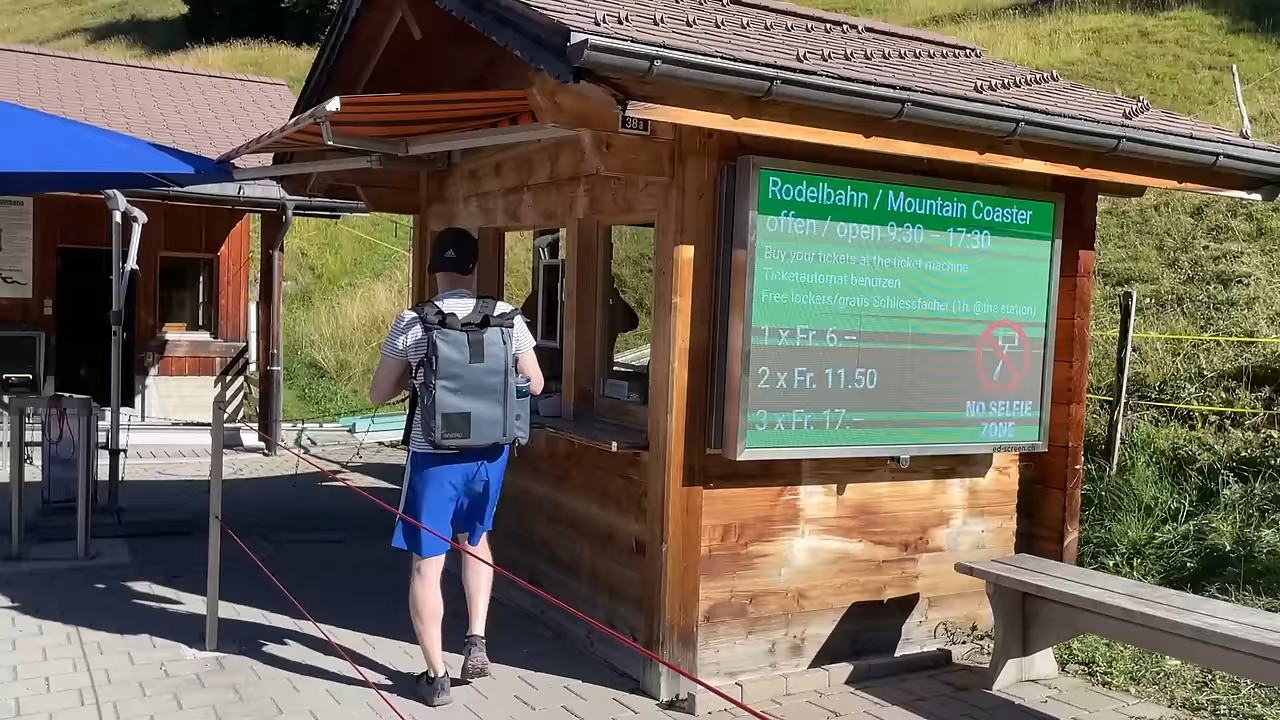 38a
Rodelbahn / Mountain Coaster
offen / open 9:30 – 17:30
Buy your tickets at the ticket machine
Ticketautomat benutzen
Free lockers/gratis Schliessfächer (1h. @the station)
1 x Fr. 6.–
2 x Fr. 11.50
3 x Fr. 17.–
NO SELFIE
ZONE
ed-screen.ch
WNDRD